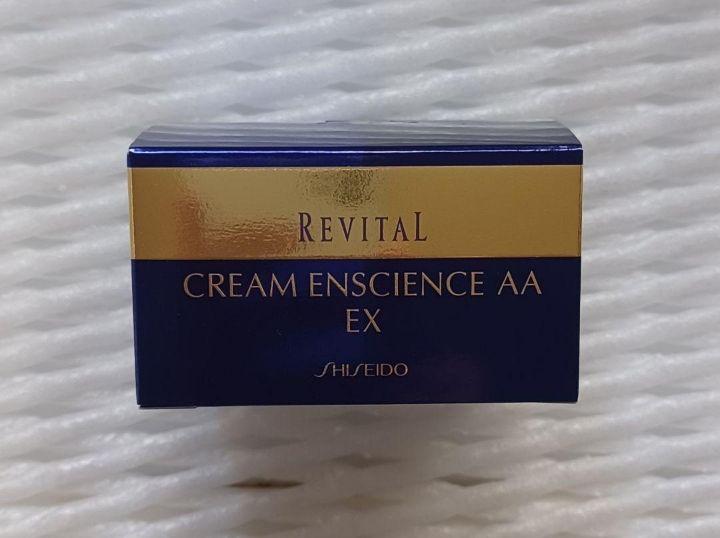 REVITAL
CREAM ENSCIENCE AA
EX
SHISEIDO